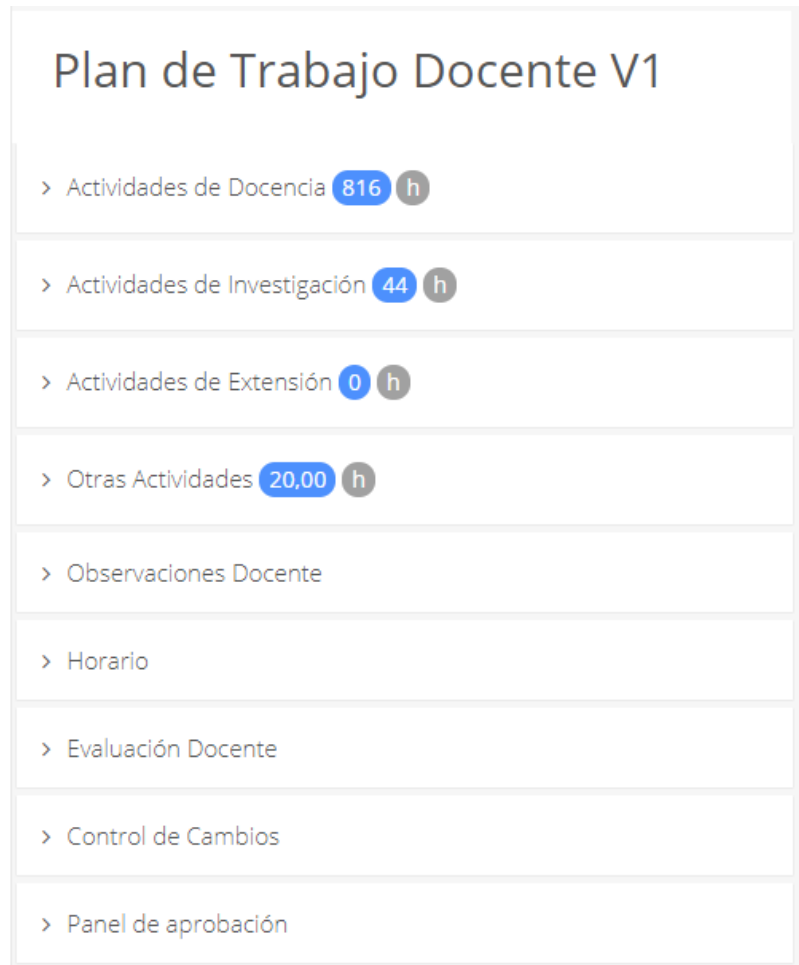 Plan de Trabajo Docente V1
> Actividades de Docencia 816 h
> Actividades de Investigación 44 h
> Actividades de Extensión 0 h
> Otras Actividades 20,00 h
> Observaciones Docente
> Horario
> Evaluación Docente
> Control de Cambios
> Panel de aprobación